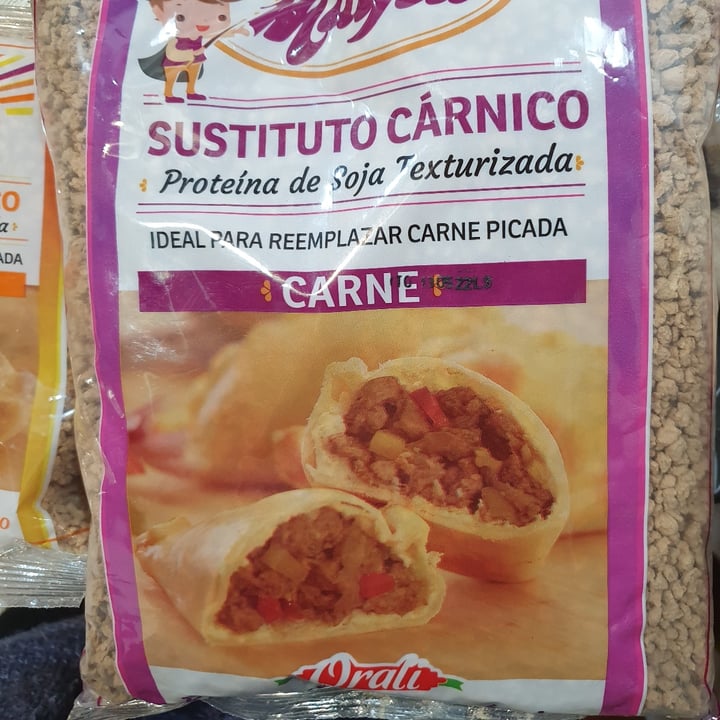 SUSTITUTO CÁRNICO
Proteína de Soja Texturizada
IDEAL PARA REEMPLAZAR CARNE PICADA
CARNE
Orali